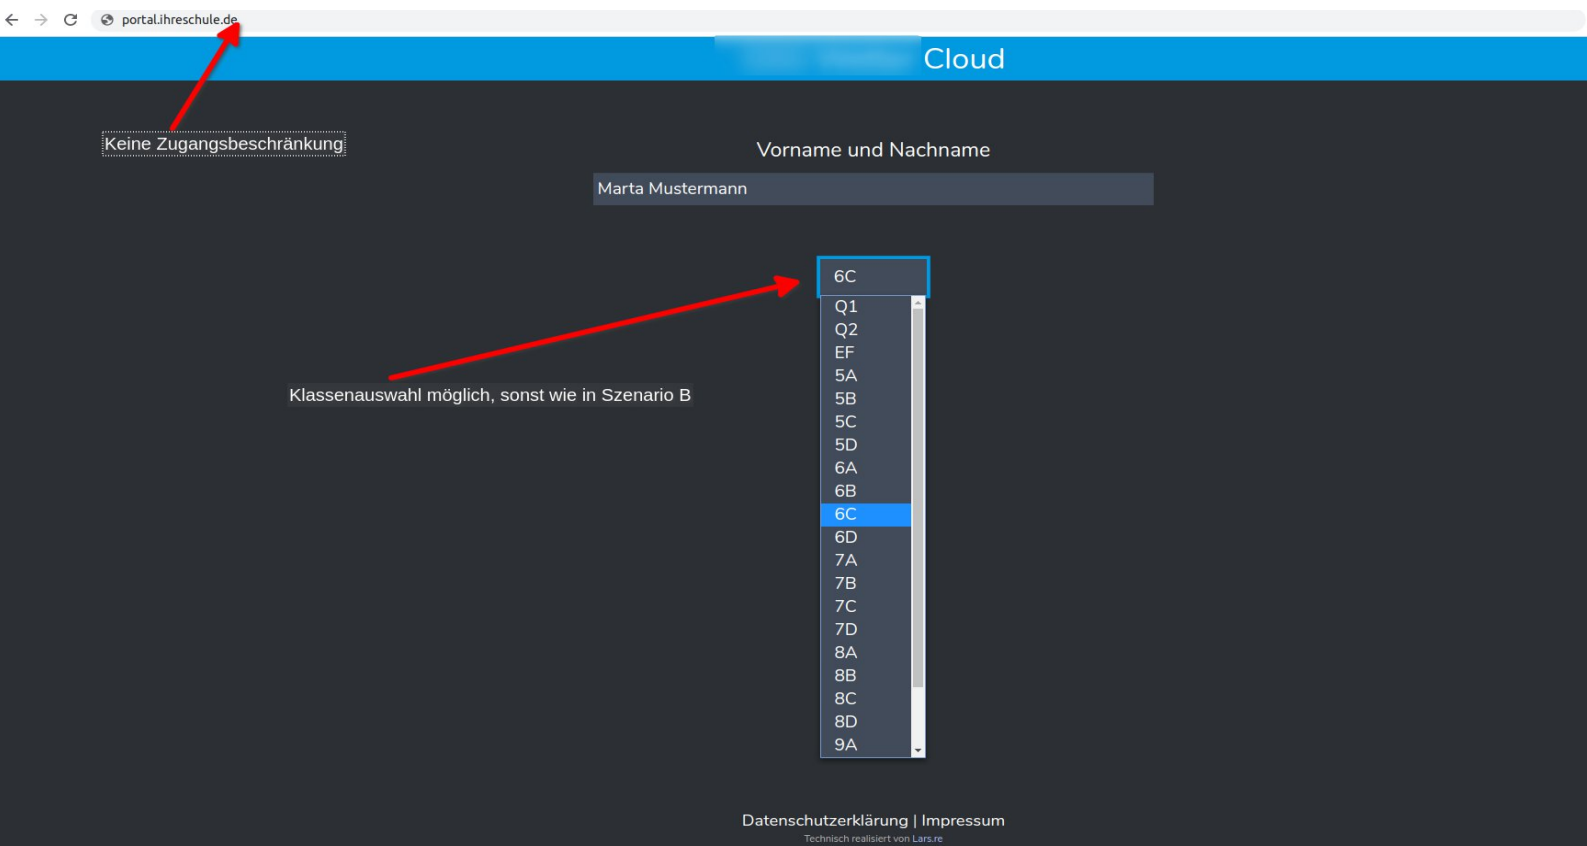 portal.ihreschule.de
Cloud
Keine Zugangsbeschränkung
Vorname und Nachname
Marta Mustermann
6C
Q1
Q2
EF
5A
5B
5C
5D
6A
6B
6C
6D
7A
7B
7C
7D
8A
8B
8C
8D
9A
Klassenauswahl möglich, sonst wie in Szenario B
Datenschutzerklärung | Impressum
Technisch realisiert von Lars.re